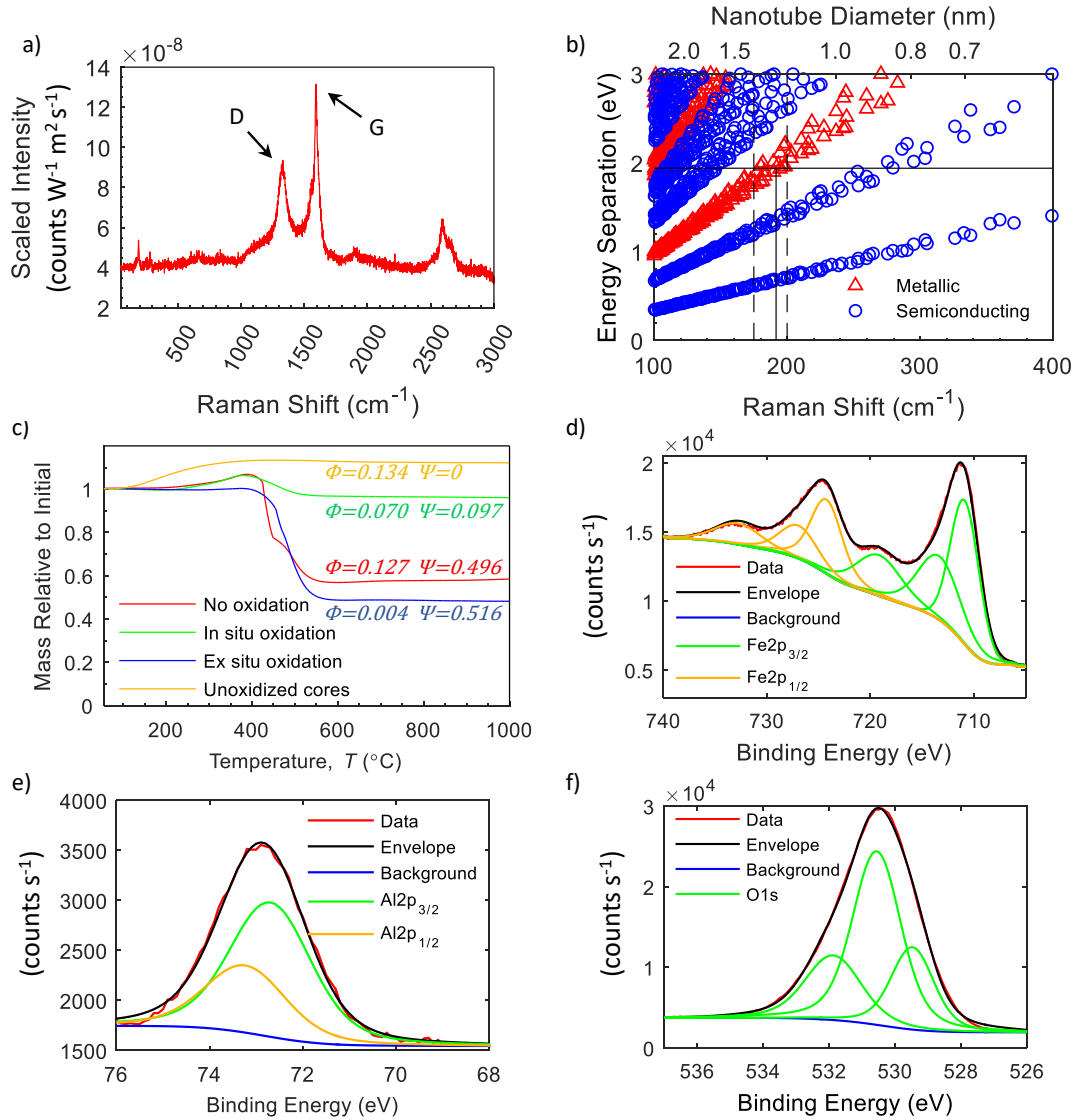 a)
×10⁻⁸
Scaled Intensity
(counts W⁻¹ m² s⁻¹)
14
12
10
8
6
4
2
D
G
500
1000
1500
2000
2500
3000
Raman Shift (cm⁻¹)
b)
Nanotube Diameter (nm)
2.0 1.5 1.0 0.8 0.7
Energy Separation (eV)
3
2
1
0
Metallic
Semiconducting
100 200 300 400
Raman Shift (cm⁻¹)
c)
Mass Relative to Initial
1
0.8
0.6
0.4
0.2
0
Φ=0.134 Ψ=0
Φ=0.070 Ψ=0.097
Φ=0.127 Ψ=0.496
Φ=0.004 Ψ=0.516
No oxidation
In situ oxidation
Ex situ oxidation
Unoxidized cores
200 400 600 800 1000
Temperature, T (°C)
d)
×10⁴
(counts s⁻¹)
2
1.5
1
0.5
Data
Envelope
Background
Fe2p₃/₂
Fe2p₁/₂
740 730 720 710
Binding Energy (eV)
e)
(counts s⁻¹)
4000
3500
3000
2500
2000
1500
Data
Envelope
Background
Al2p₃/₂
Al2p₁/₂
76 74 72 70 68
Binding Energy (eV)
f)
×10⁴
(counts s⁻¹)
3
2
1
0
Data
Envelope
Background
O1s
536 534 532 530 528 526
Binding Energy (eV)